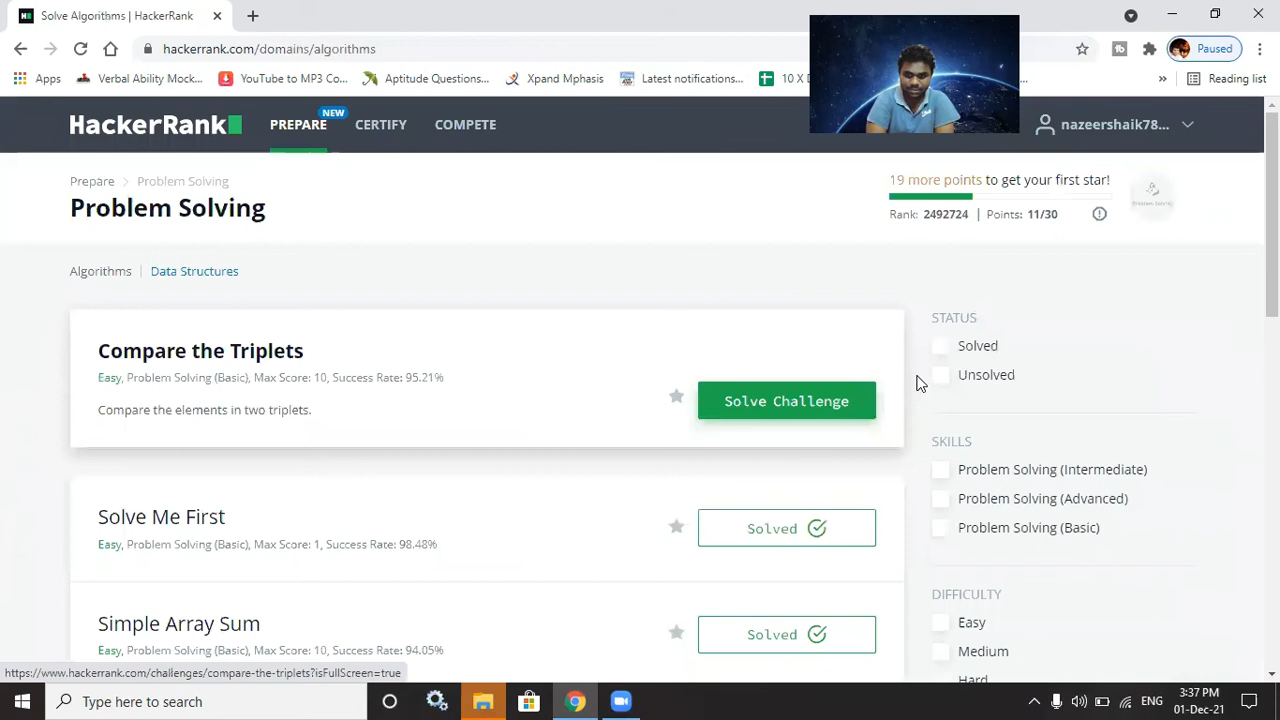 Solve Algorithms | HackerRank
hackerrank.com/domains/algorithms
Paused
Apps
Verbal Ability Mock...
YouTube to MP3 Co...
Aptitude Questions...
Xpand Mphasis
Latest notifications...
10 X D
Reading list
HackerRank
PREPARE
NEW
CERTIFY
COMPETE
nazeershaik78...
Prepare > Problem Solving
Problem Solving
19 more points to get your first star!
Rank: 2492724 | Points: 11/30
Algorithms | Data Structures
Compare the Triplets
Easy, Problem Solving (Basic), Max Score: 10, Success Rate: 95.21%
Compare the elements in two triplets.
Solve Challenge
Solve Me First
Easy, Problem Solving (Basic), Max Score: 1, Success Rate: 98.48%
Solved
Simple Array Sum
Easy, Problem Solving (Basic), Max Score: 10, Success Rate: 94.05%
Solved
STATUS
Solved
Unsolved
SKILLS
Problem Solving (Intermediate)
Problem Solving (Advanced)
Problem Solving (Basic)
DIFFICULTY
Easy
Medium
Hard
https://www.hackerrank.com/challenges/compare-the-triplets?isFullScreen=true
Type here to search
ENG
3:37 PM
01-Dec-21